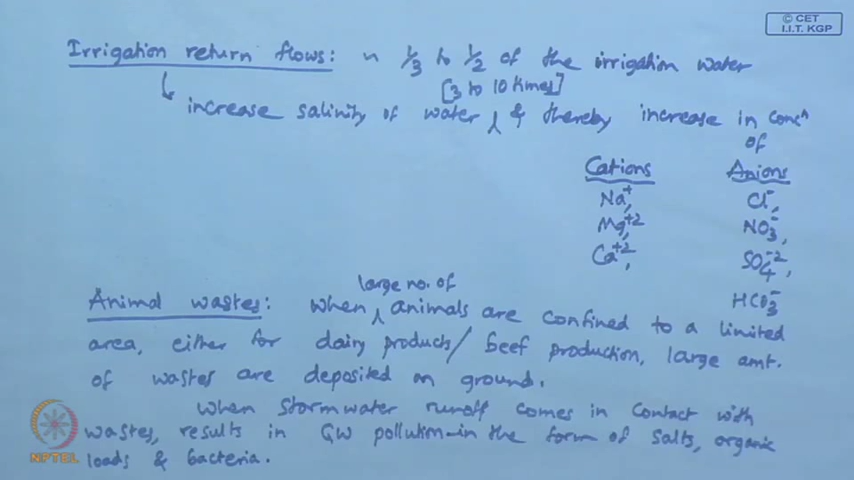 © CET
I.I.T. KGP
Irrigation return flows: ~ 1/3 to 1/2 of the irrigation water
[3 to 10 times]
increase salinity of water & thereby increase in concn
of
Cations Anions
Na+, Cl-,
Mg+2, NO3-,
Ca+2, SO4-2,
HCO3-
large no. of
Animal wastes: when animals are confined to a limited
area, either for dairy products/ beef production, large amt.
of wastes are deposited on ground.
When stormwater runoff comes in contact with
wastes, results in GW pollution in the form of salts, organic
loads & bacteria.
NPTEL